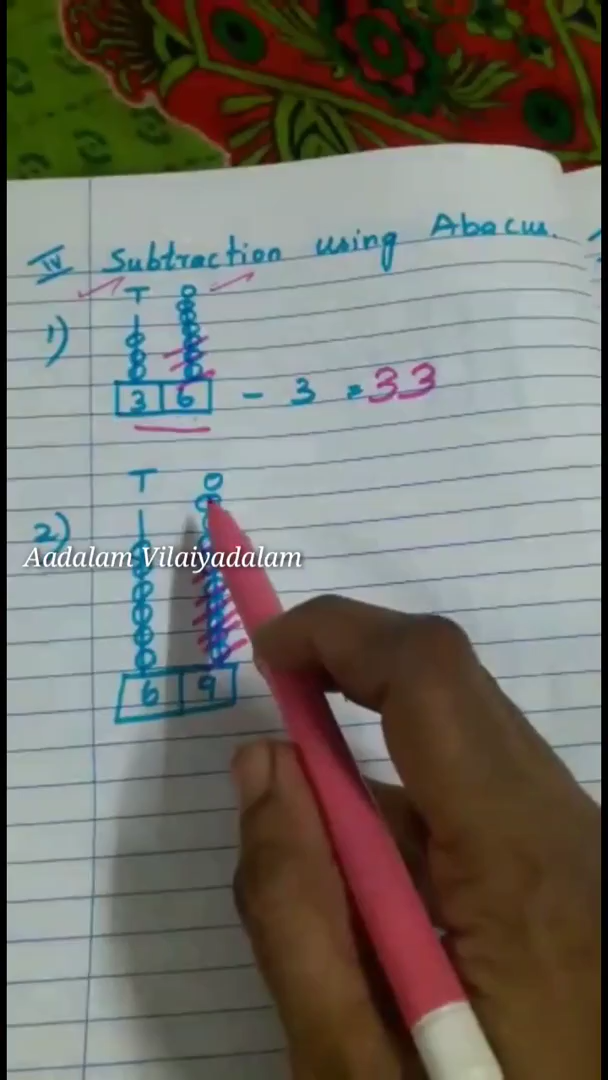 IV Subtraction using Abacus.
T O
1)
3 6 - 3 = 33
T O
2)
Aadalam Vilaiyadalam
6 9